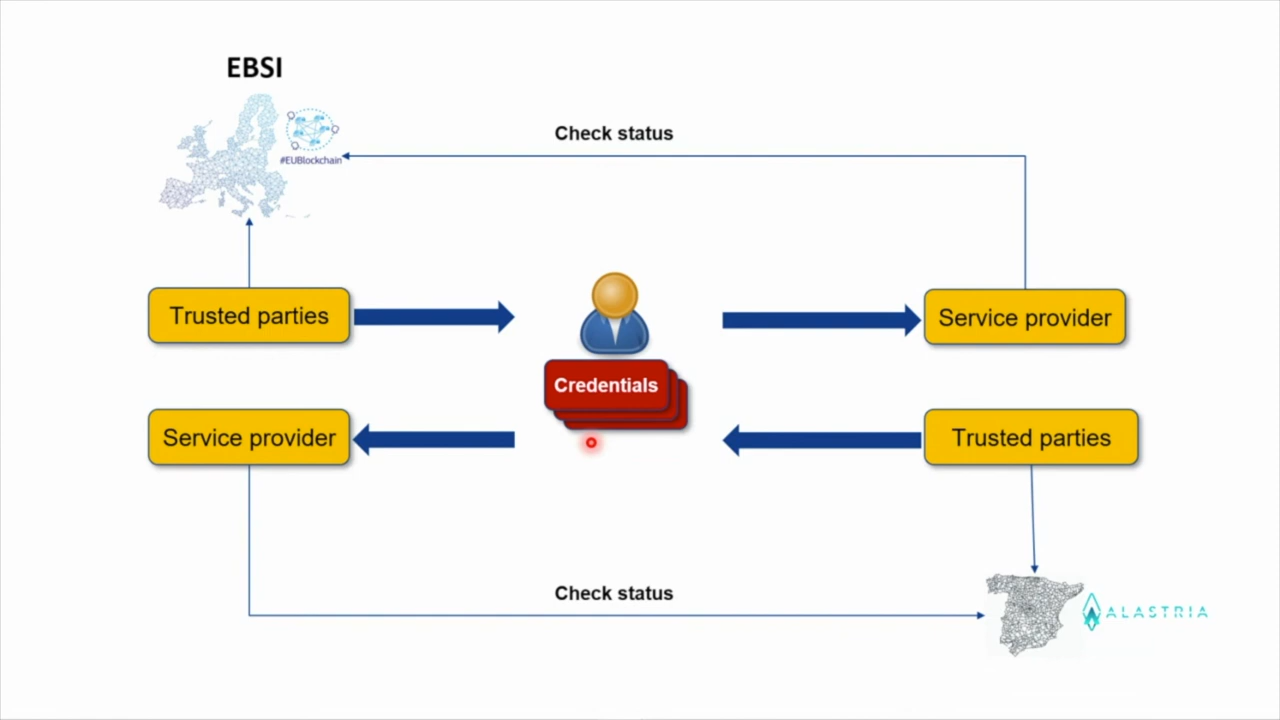 EBSI
#EUBlockchain
Check status
Trusted parties
Service provider
Credentials
Service provider
Trusted parties
Check status
ALASTRIA